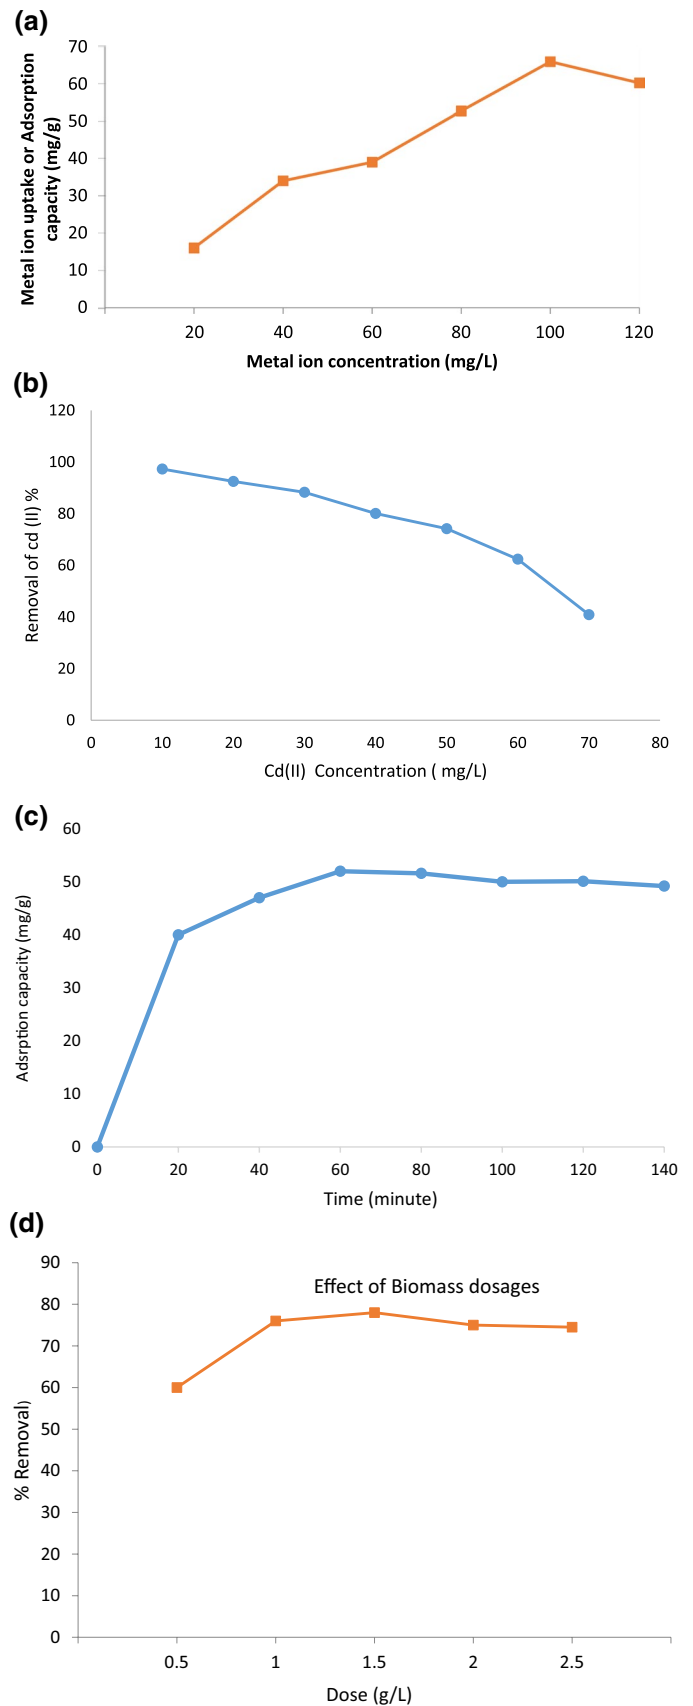 (a)
70
60
50
40
30
20
10
0
Metal ion uptake or Adsorption
capacity (mg/g)
20 40 60 80 100 120
Metal ion concentration (mg/L)
(b)
120
100
80
60
40
20
0
Removal of cd (II) %
0 10 20 30 40 50 60 70 80
Cd(II) Concentration ( mg/L)
(c)
60
50
40
30
20
10
0
Adsrption capacity (mg/g)
0 20 40 60 80 100 120 140
Time (minute)
(d)
90
80
70
60
50
40
30
20
10
0
Effect of Biomass dosages
% Removal)
0.5 1 1.5 2 2.5
Dose (g/L)